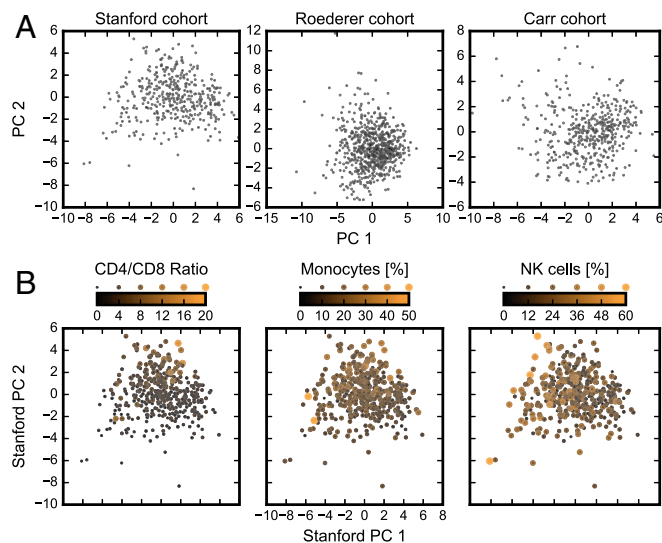 A
Stanford cohort
Roederer cohort
Carr cohort
6
4
2
0
−2
−4
−6
−8
−10
12
10
8
6
4
2
0
−2
−4
−6
8
6
4
2
0
−2
−4
−6
PC 2
−10 −8 −6 −4 −2 0 2 4 6
−15 −10 −5 0 5 10 15
−10 −8 −6 −4 −2 0 2 4 6
PC 1
B
CD4/CD8 Ratio
Monocytes [%]
NK cells [%]
0 4 8 12 16 20
0 10 20 30 40 50
0 12 24 36 48 60
6
4
2
0
−2
−4
−6
−8
−10
Stanford PC 2
−10 −8 −6 −4 −2 0 2 4 6 8
Stanford PC 1